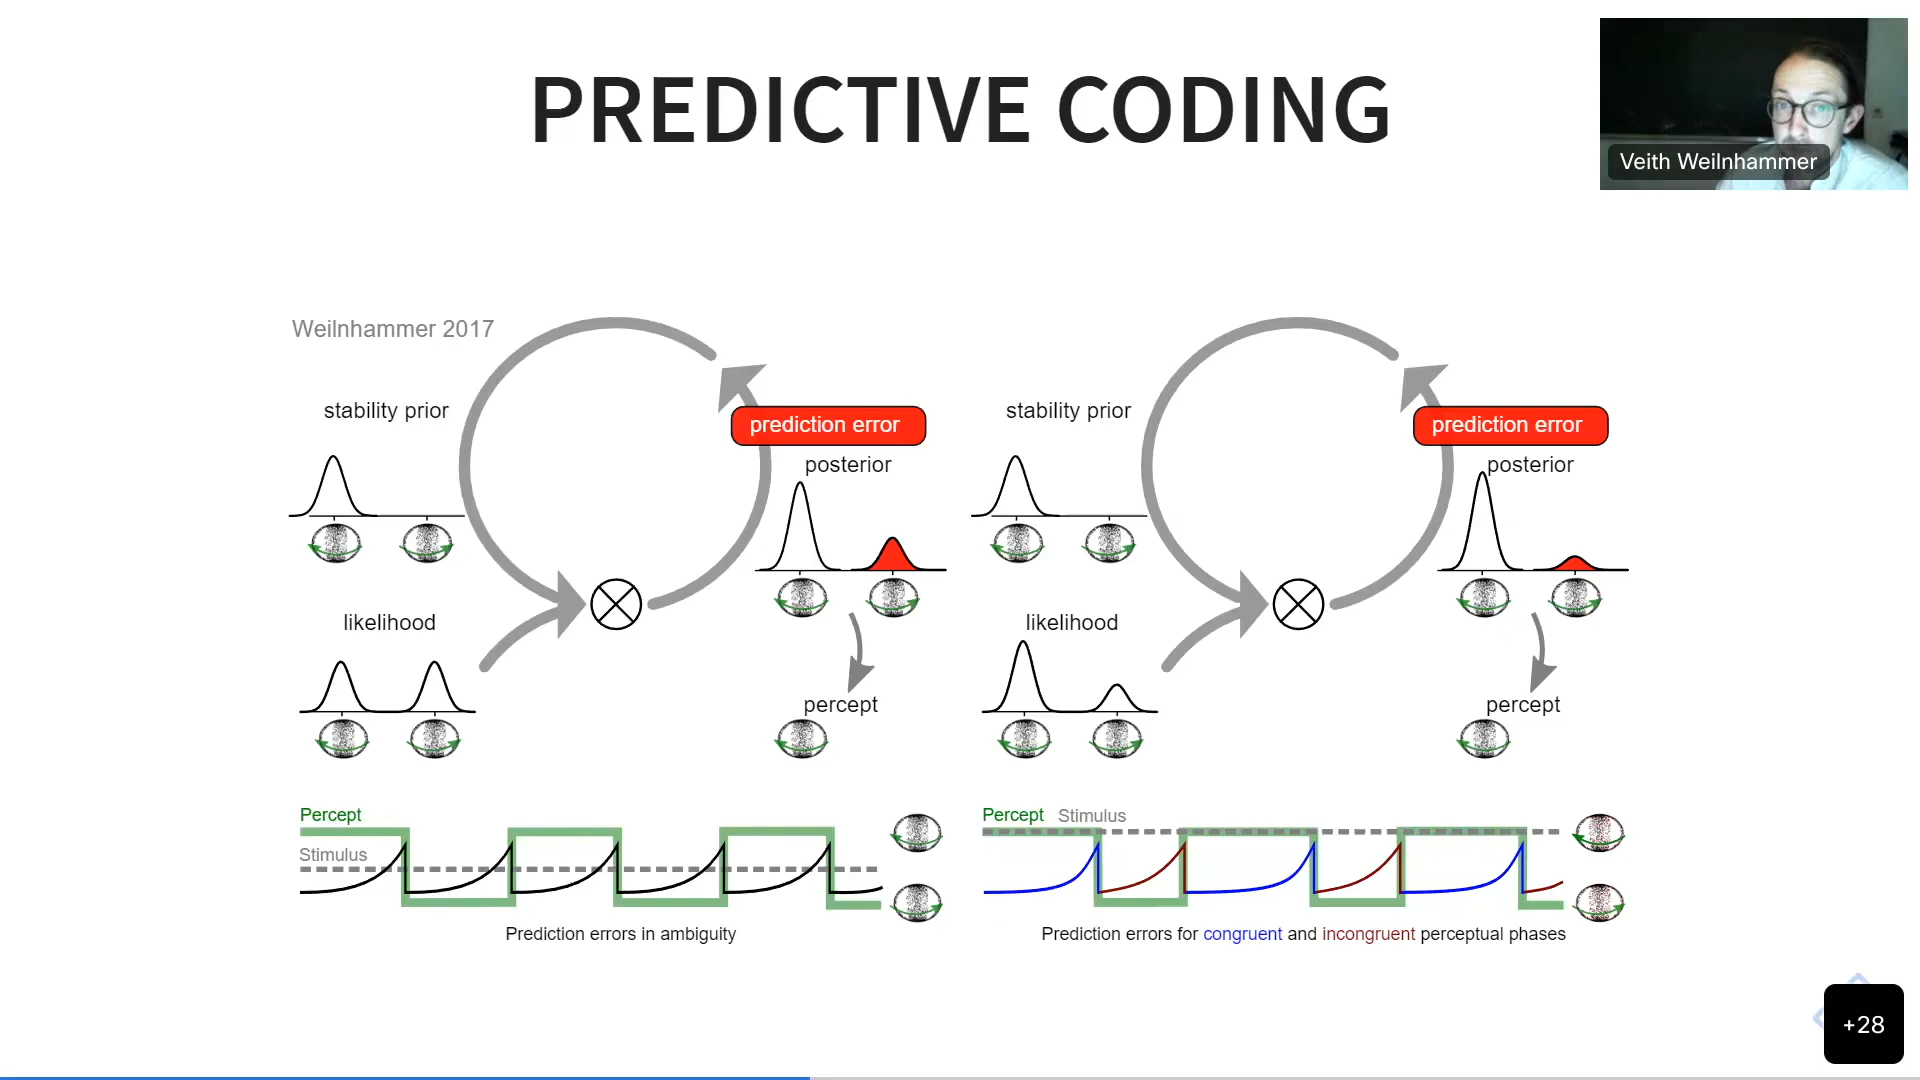 PREDICTIVE CODING
Veith Weilnhammer
Weilnhammer 2017
stability prior
prediction error
posterior
likelihood
percept
Percept
Stimulus
Prediction errors in ambiguity
stability prior
prediction error
posterior
likelihood
percept
Percept Stimulus
Prediction errors for congruent and incongruent perceptual phases
+28